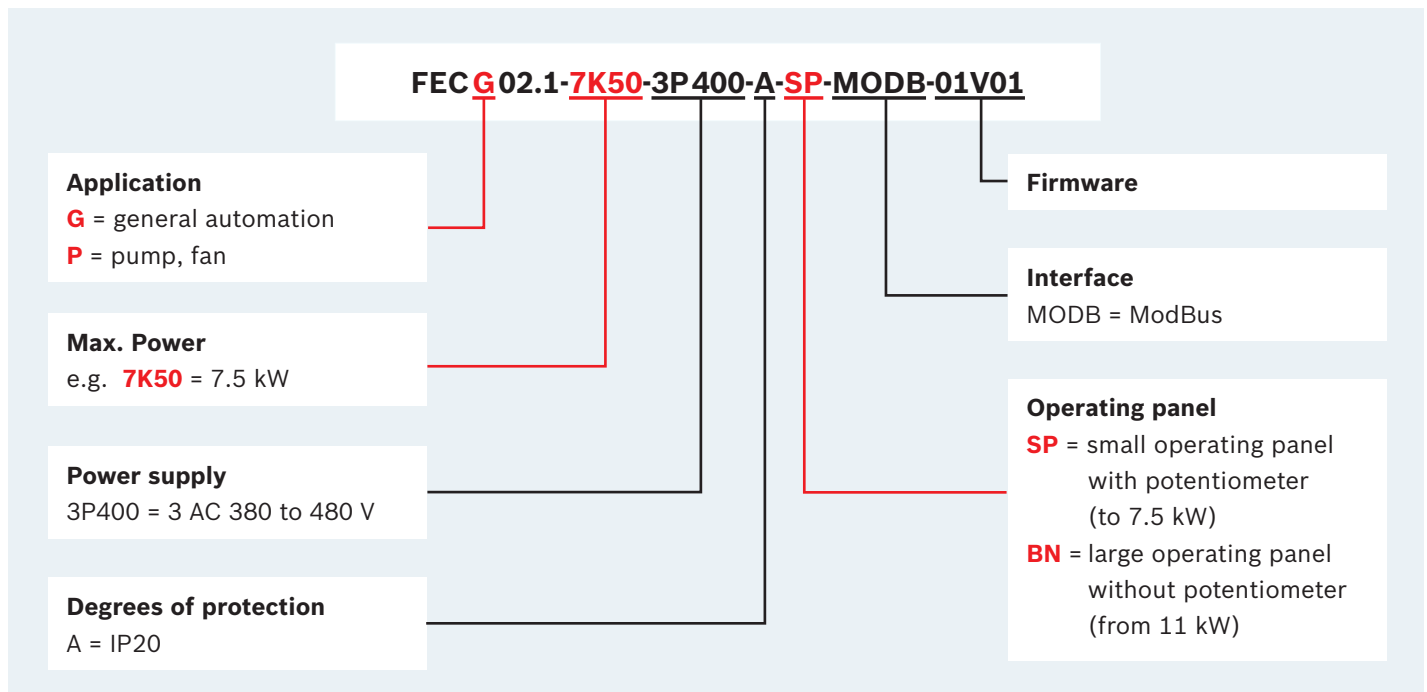 FECG02.1-7K50-3P400-A-SP-MODB-01V01
Application
G = general automation
P = pump, fan
Max. Power
e.g. 7K50 = 7.5 kW
Power supply
3P400 = 3 AC 380 to 480 V
Degrees of protection
A = IP20
Firmware
Interface
MODB = ModBus
Operating panel
SP = small operating panel
with potentiometer
(to 7.5 kW)
BN = large operating panel
without potentiometer
(from 11 kW)